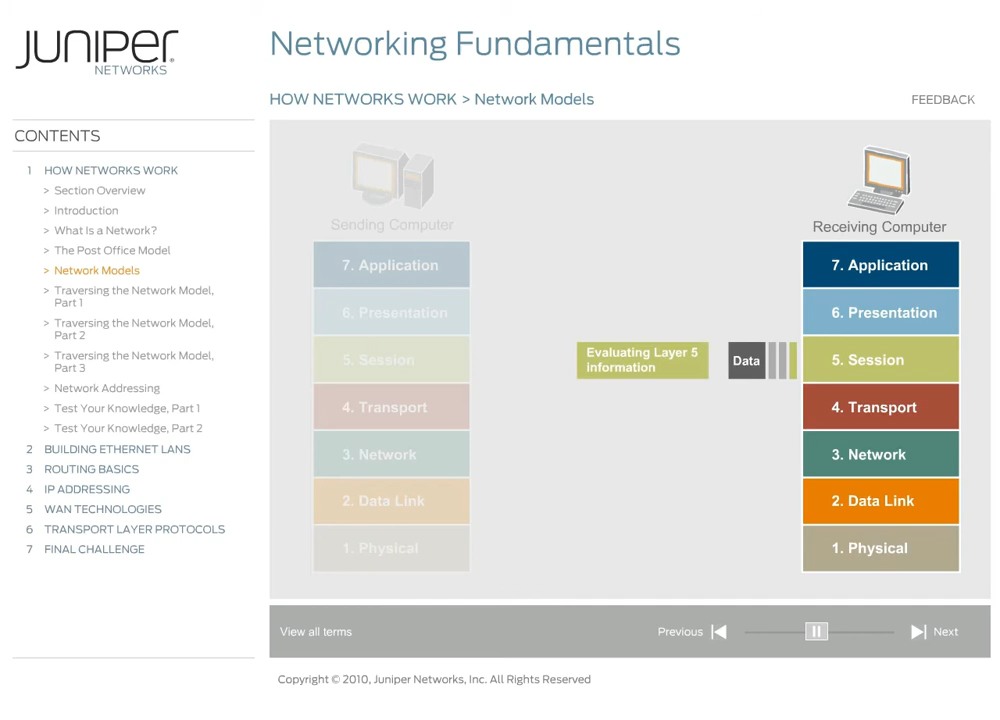 JUNIPER
NETWORKS
Networking Fundamentals
HOW NETWORKS WORK > Network Models
FEEDBACK
CONTENTS
1 HOW NETWORKS WORK
> Section Overview
> Introduction
> What Is a Network?
> The Post Office Model
> Network Models
> Traversing the Network Model,
Part 1
> Traversing the Network Model,
Part 2
> Traversing the Network Model,
Part 3
> Network Addressing
> Test Your Knowledge, Part 1
> Test Your Knowledge, Part 2
2 BUILDING ETHERNET LANS
3 ROUTING BASICS
4 IP ADDRESSING
5 WAN TECHNOLOGIES
6 TRANSPORT LAYER PROTOCOLS
7 FINAL CHALLENGE
Sending Computer
7. Application
6. Presentation
5. Session
4. Transport
3. Network
2. Data Link
1. Physical
Evaluating Layer 5
information
Data
Receiving Computer
7. Application
6. Presentation
5. Session
4. Transport
3. Network
2. Data Link
1. Physical
View all terms
Previous
Next
Copyright © 2010, Juniper Networks, Inc. All Rights Reserved